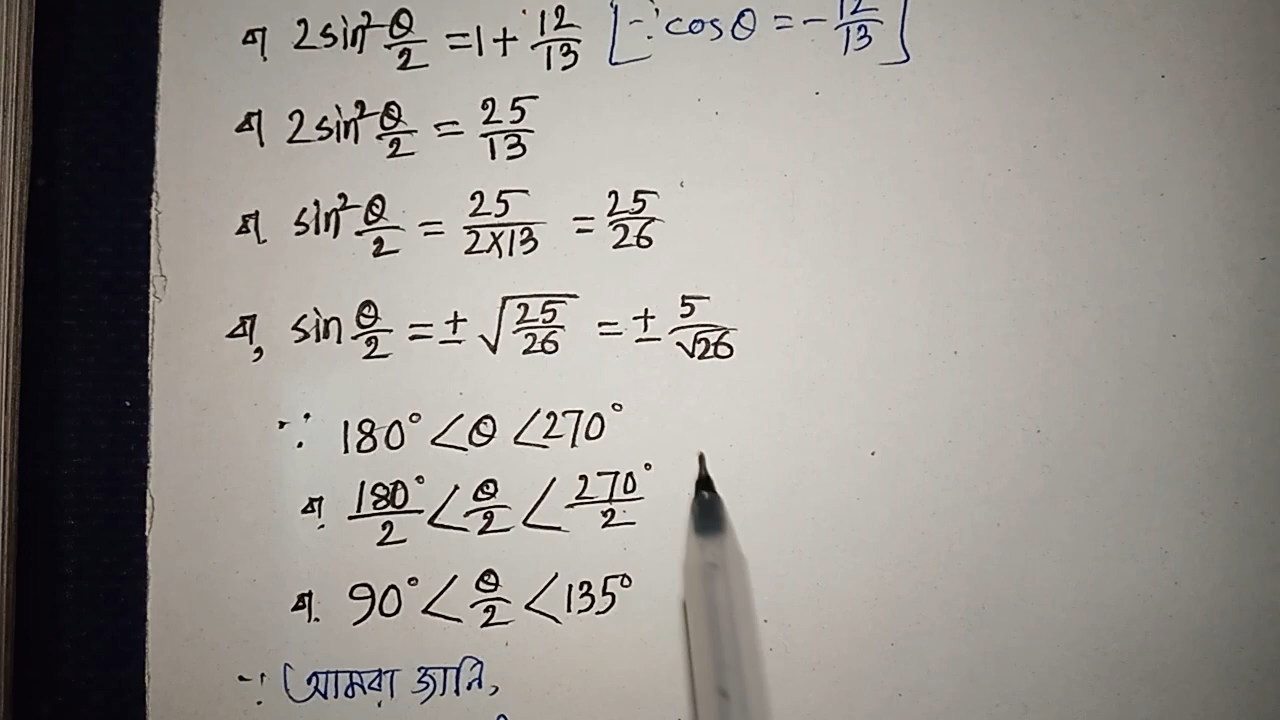 বা 2sin²θ/2 = 1 + 12/13 [∵ cosθ = -12/13]
বা 2sin²θ/2 = 25/13
বা, sin²θ/2 = 25/2×13 = 25/26
বা, sin θ/2 = ± √25/26 = ± 5/√26
∵ 180° < θ < 270°
বা, 180°/2 < θ/2 < 270°/2
বা, 90° < θ/2 < 135°
∵ আমরা জানি,